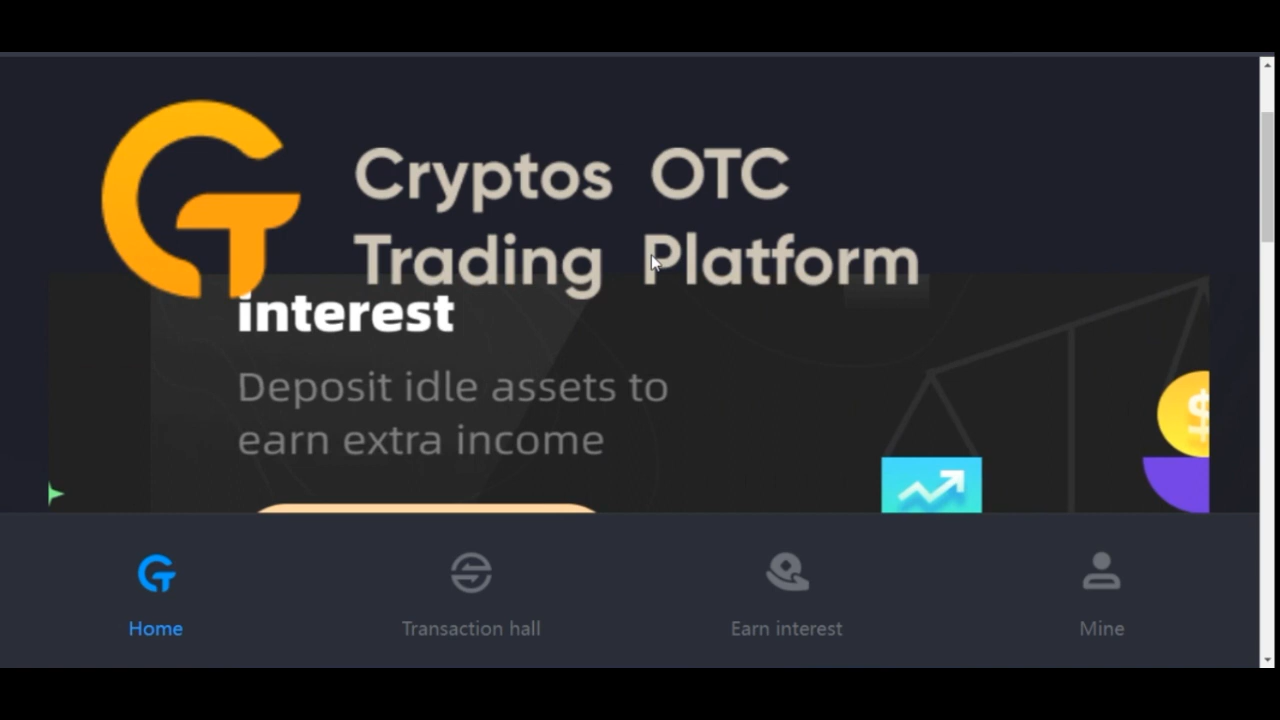 Cryptos OTC
Trading Platform
interest
Deposit idle assets to
earn extra income
$
Home
Transaction hall
Earn interest
Mine